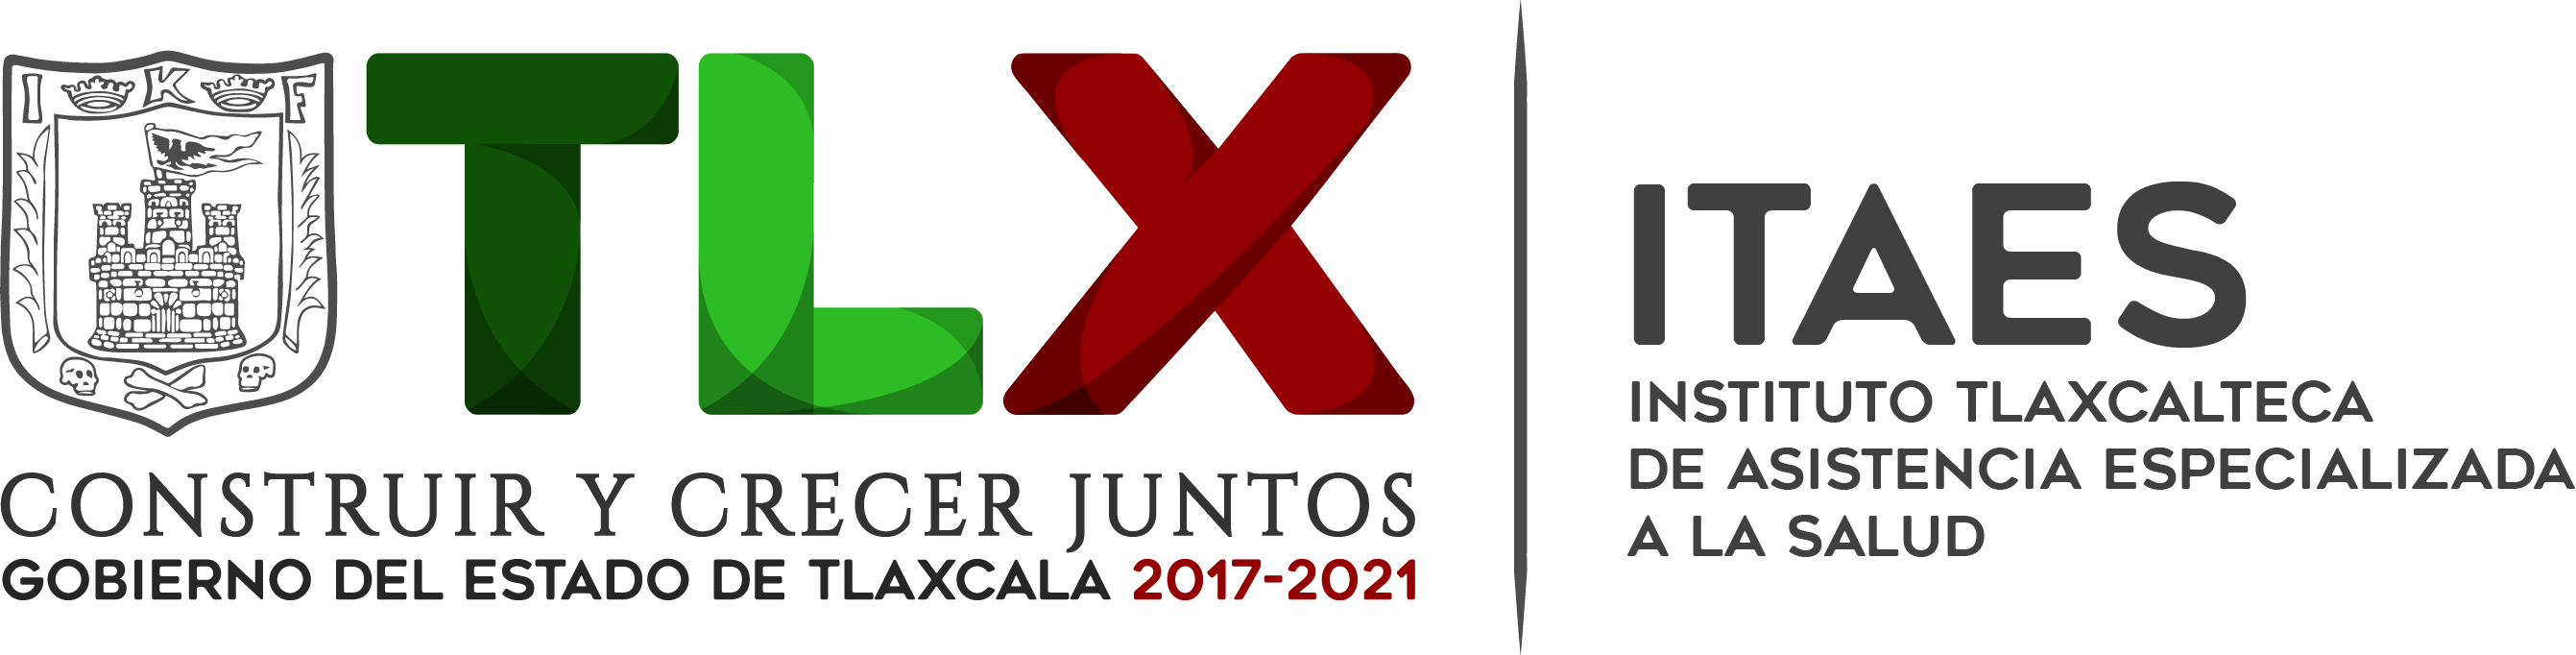 I K F
TLX
CONSTRUIR Y CRECER JUNTOS
GOBIERNO DEL ESTADO DE TLAXCALA 2017-2021
ITAES
INSTITUTO TLAXCALTECA
DE ASISTENCIA ESPECIALIZADA
A LA SALUD